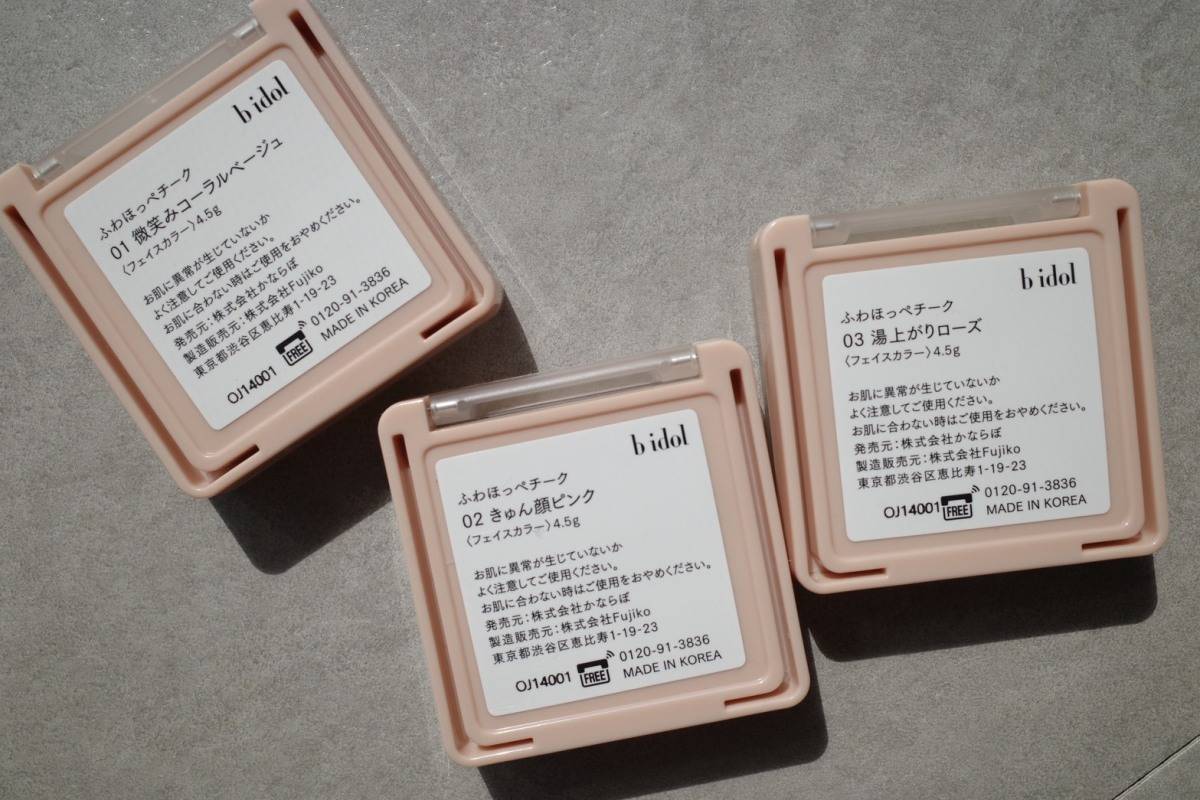 b idol
ふわほっぺチーク
01 微笑みコーラルベージュ
〈フェイスカラー〉4.5g
お肌に異常が生じていないか
よく注意してご使用ください。
お肌に合わない時はご使用をおやめください。
発売元:株式会社かならぼ
製造販売元:株式会社Fujiko
東京都渋谷区恵比寿1-19-23
OJ14001 FREE 0120-91-3836
MADE IN KOREA
b idol
ふわほっぺチーク
02 きゅん顔ピンク
〈フェイスカラー〉4.5g
お肌に異常が生じていないか
よく注意してご使用ください。
お肌に合わない時はご使用をおやめください。
発売元:株式会社かならぼ
製造販売元:株式会社Fujiko
東京都渋谷区恵比寿1-19-23
OJ14001 FREE 0120-91-3836
MADE IN KOREA
b idol
ふわほっぺチーク
03 湯上がりローズ
〈フェイスカラー〉4.5g
お肌に異常が生じていないか
よく注意してご使用ください。
お肌に合わない時はご使用をおやめください。
発売元:株式会社かならぼ
製造販売元:株式会社Fujiko
東京都渋谷区恵比寿1-19-23
OJ14001 FREE 0120-91-3836
MADE IN KOREA